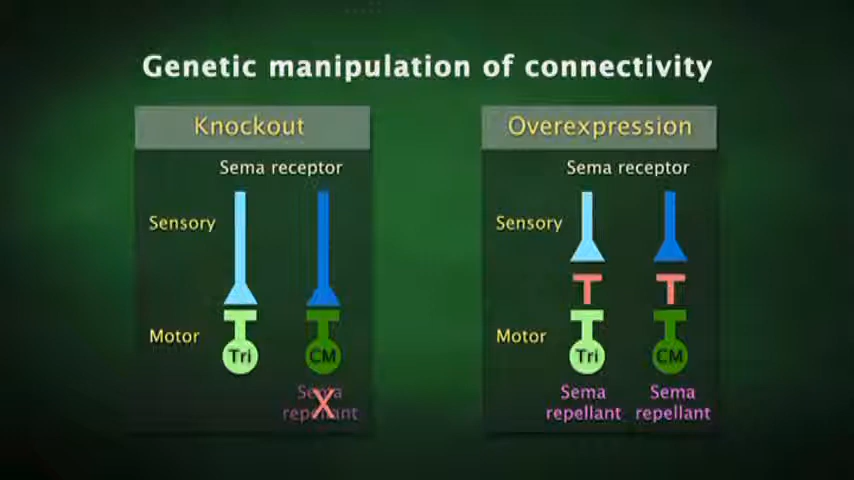 Genetic manipulation of connectivity
Knockout
Sema receptor
Sensory
Motor
Tri
CM
Sema
repellant
X
Overexpression
Sema receptor
Sensory
Motor
Tri
CM
Sema
repellant
Sema
repellant